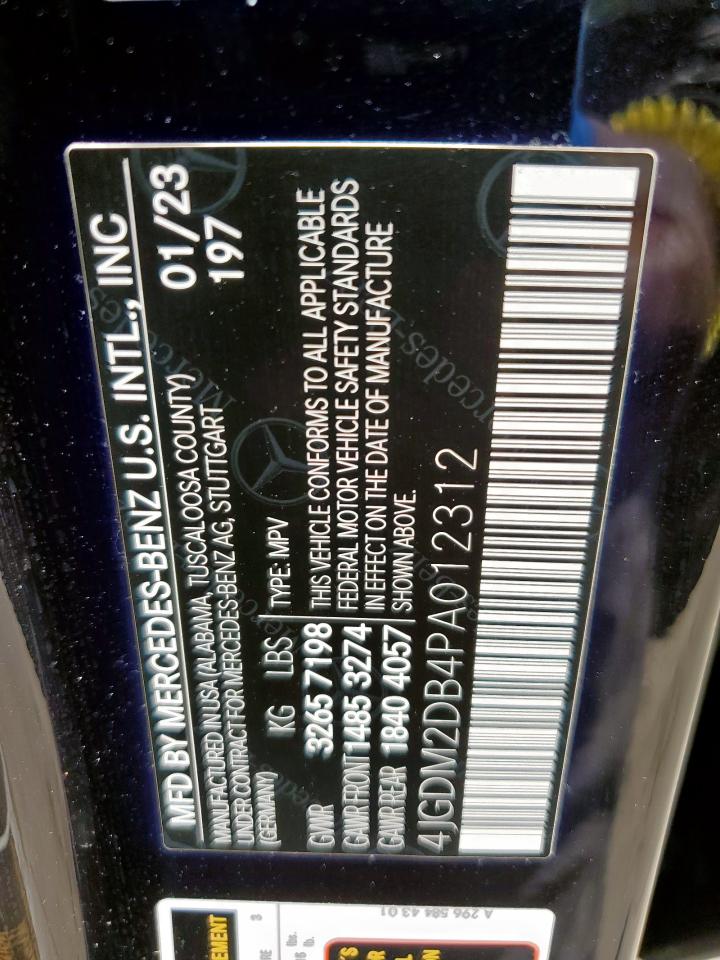 MFD BY MERCEDES-BENZ U.S. INTL., INC
MANUFACTURED IN USA (ALABAMA, TUSCALOOSA COUNTY)
UNDER CONTRACT FOR MERCEDES-BENZ AG, STUTTGART
(GERMANY)
01/23
197
KG LBS TYPE: MPV
GVWR 3265 7198
GAWR FRONT 1485 3274
GAWR REAR 1840 4057
THIS VEHICLE CONFORMS TO ALL APPLICABLE
FEDERAL MOTOR VEHICLE SAFETY STANDARDS
IN EFFECT ON THE DATE OF MANUFACTURE
SHOWN ABOVE.
4JGDM2DB4PA012312
A 296 584 43 01